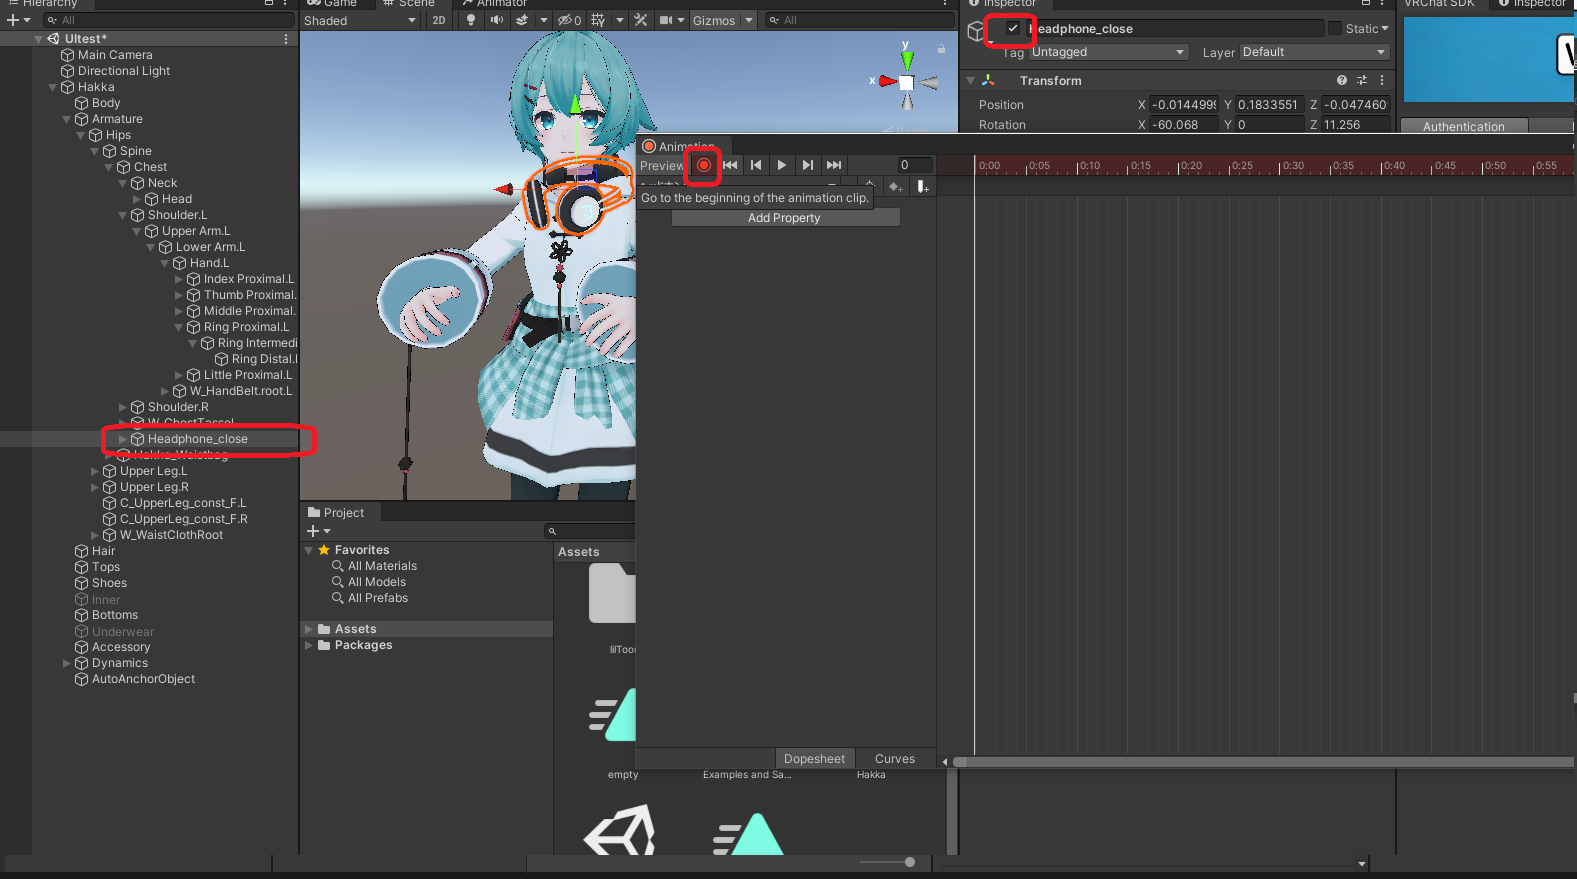 Hierarchy
All
UItest*
Main Camera
Directional Light
Hakka
Body
Armature
Hips
Spine
Chest
Neck
Head
Shoulder.L
Upper Arm.L
Lower Arm.L
Hand.L
Index Proximal.L
Thumb Proximal.
Middle Proximal.
Ring Proximal.L
Ring Intermedi
Ring Distal.
Little Proximal.L
W_HandBelt.root.L
Shoulder.R
W_ChestTassel
Headphone_close
Hakka_Waistbag
Upper Leg.L
Upper Leg.R
C_UpperLeg_const_F.L
C_UpperLeg_const_F.R
W_WaistClothRoot
Hair
Tops
Shoes
Inner
Bottoms
Underwear
Accessory
Dynamics
AutoAnchorObject
Game
Scene
Animator
Shaded
2D
0
Gizmos
All
y
x
Inspector
Headphone_close
Static
Tag Untagged
Layer Default
Transform
Position X -0.0144999 Y 0.1833551 Z -0.047460
Rotation X -60.068 Y 0 Z 11.256
VRChat SDK
Inspector
Authentication
Animation
Preview
0
0:00 0:05 0:10 0:15 0:20 0:25 0:30 0:35 0:40 0:45 0:50 0:55
Go to the beginning of the animation clip.
Add Property
Dopesheet
Curves
Project
Favorites
All Materials
All Models
All Prefabs
Assets
Packages
Assets
lilToo
empty
Examples and Sa...
Hakka